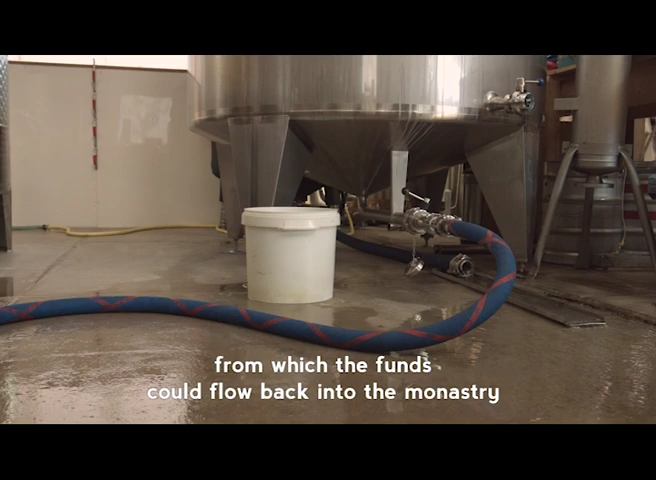 from which the funds
could flow back into the monastry